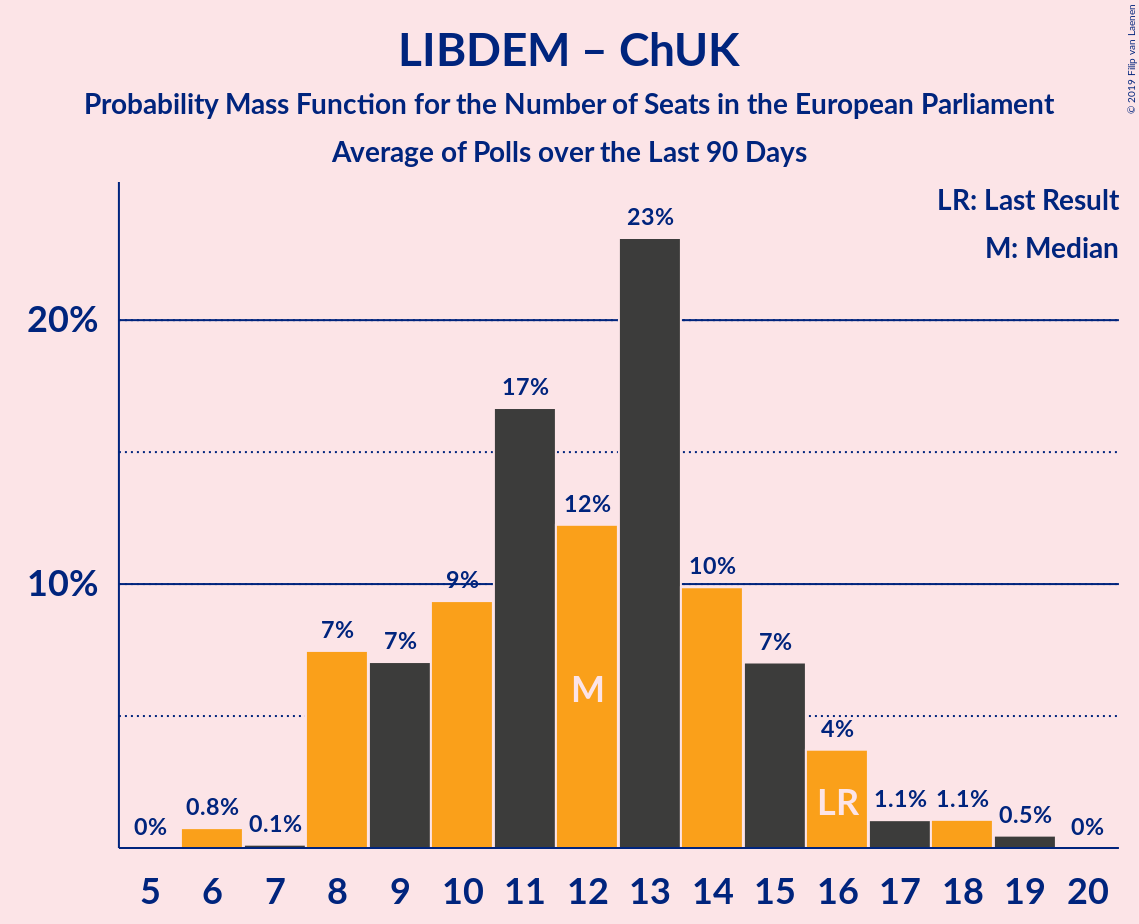 © 2019 Filip van Laenen
LIBDEM – ChUK
Probability Mass Function for the Number of Seats in the European Parliament
Average of Polls over the Last 90 Days
LR: Last Result
M: Median
20%
10%
0%
0.8%
0.1%
7%
7%
9%
17%
12%
23%
10%
7%
4%
1.1%
1.1%
0.5%
0%
M
LR
5 6 7 8 9 10 11 12 13 14 15 16 17 18 19 20